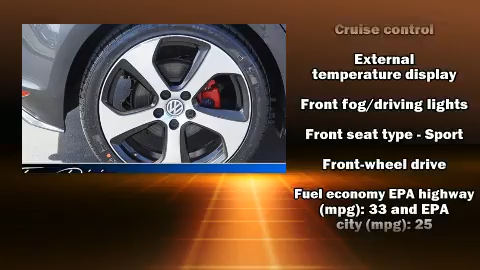 Cruise control
External
temperature display
Front fog/driving lights
Front seat type - Sport
Front-wheel drive
Fuel economy EPA highway
(mpg): 33 and EPA
city (mpg): 25